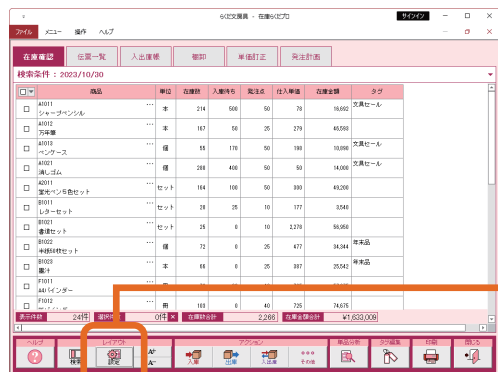 らくだ文房具 - 在庫らくだプロ
サインイン
ファイル メニュー 操作 ヘルプ
在庫確認 伝票一覧 入出庫帳 棚卸 単価訂正 発注計画
検索条件：2023/10/30
商品 単位 在庫数 入庫待ち 発注点 仕入単価 在庫金額 タグ
A1011 ...
シャープペンシル 本 214 500 50 78 16,692 文具セール
A1012 ...
万年筆 本 167 50 25 279 46,593
A1013 ...
ペンケース 個 55 170 50 198 10,890 文具セール
A1021 ...
消しゴム 個 280 400 50 50 14,000 文具セール
A2011 ...
蛍光ペン５色セット セット 164 100 50 300 49,200
B1011 ...
レターセット セット 20 25 10 177 3,540
B1021 ...
書道セット セット 25 0 10 2,278 56,950
B1022 ...
半紙50枚セット 個 72 0 25 477 34,344 年末品
B1023 ...
墨汁 本 66 0 25 387 25,542 年末品
F1011 ...
A4バインダー
F1012 ...
冊 103 0 40 725 74,675
表示件数 241件 選択件 01件 × 在庫数合計 2,266 在庫金額合計 ¥1,633,009
ヘルプ レイアウト アクション 単品分析 タグ編集 印刷 閉じる
検索 設定 A 入庫 出庫 入出庫 その他